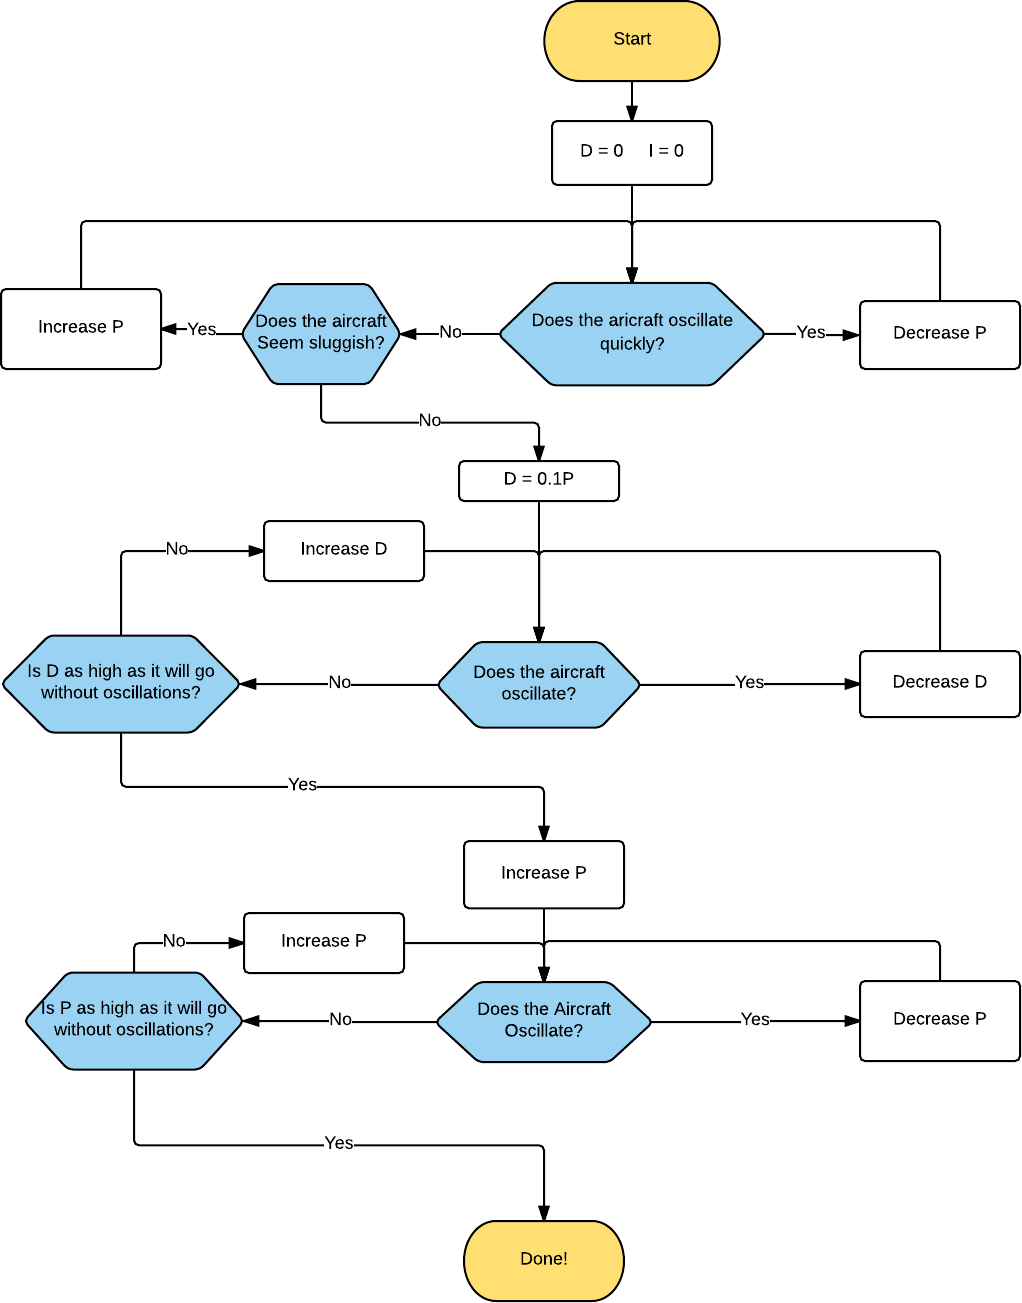 Start
D = 0 I = 0
Does the aircraft
Seem sluggish?
Does the aricraft oscillate
quickly?
Increase P
Yes
No
Yes
Decrease P
No
D = 0.1P
No
Increase D
Is D as high as it will go
without oscillations?
No
Does the aircraft
oscillate?
Yes
Decrease D
Yes
Increase P
No
Increase P
Is P as high as it will go
without oscillations?
No
Does the Aircraft
Oscillate?
Yes
Decrease P
Yes
Done!